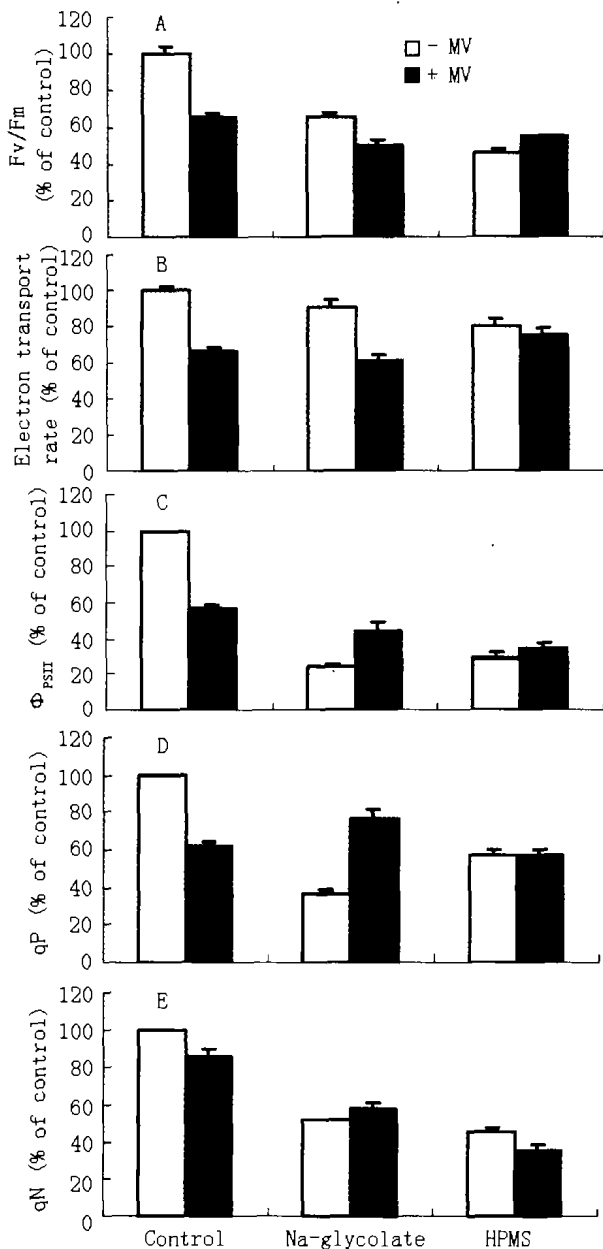 A
- MV
+ MV
120
100
80
60
40
20
0
Fv/Fm
(% of control)
B
120
100
80
60
40
20
0
Electron transport
rate (% of control)
C
120
100
80
60
40
20
0
Φ PSII (% of control)
D
120
100
80
60
40
20
0
qP (% of control)
E
120
100
80
60
40
20
0
qN (% of control)
Control Na-glycolate HPMS